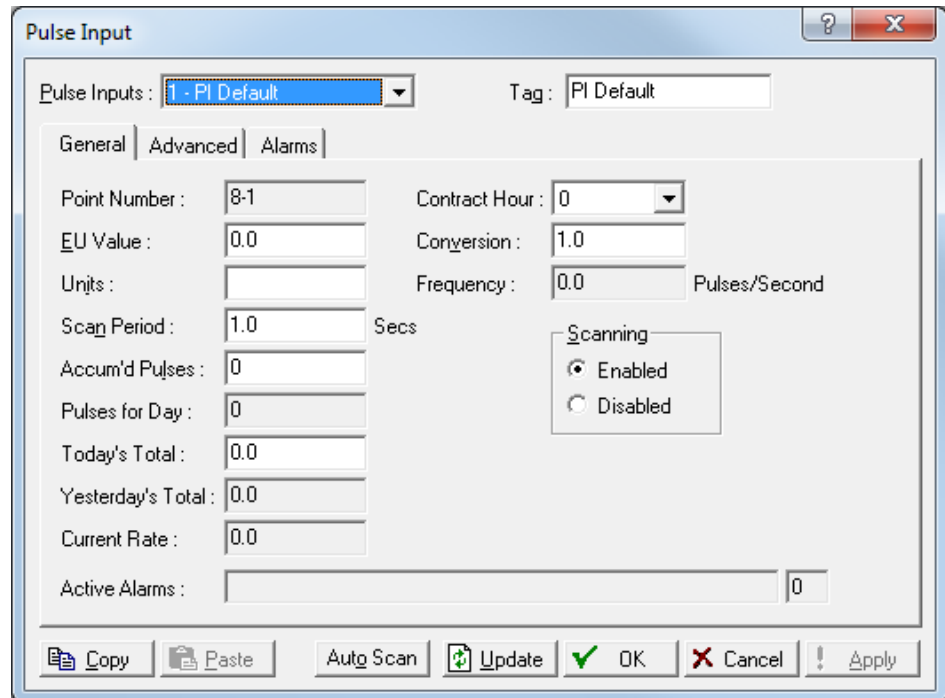 Pulse Input
Pulse Inputs : 1 - PI Default Tag : PI Default
General Advanced Alarms
Point Number : 8-1 Contract Hour : 0
EU Value : 0.0 Conversion : 1.0
Units : Frequency : 0.0 Pulses/Second
Scan Period : 1.0 Secs Scanning
Accum'd Pulses : 0 Enabled
Pulses for Day : 0 Disabled
Today's Total : 0.0
Yesterday's Total : 0.0
Current Rate : 0.0
Active Alarms : 0
Copy Paste Auto Scan Update OK Cancel Apply